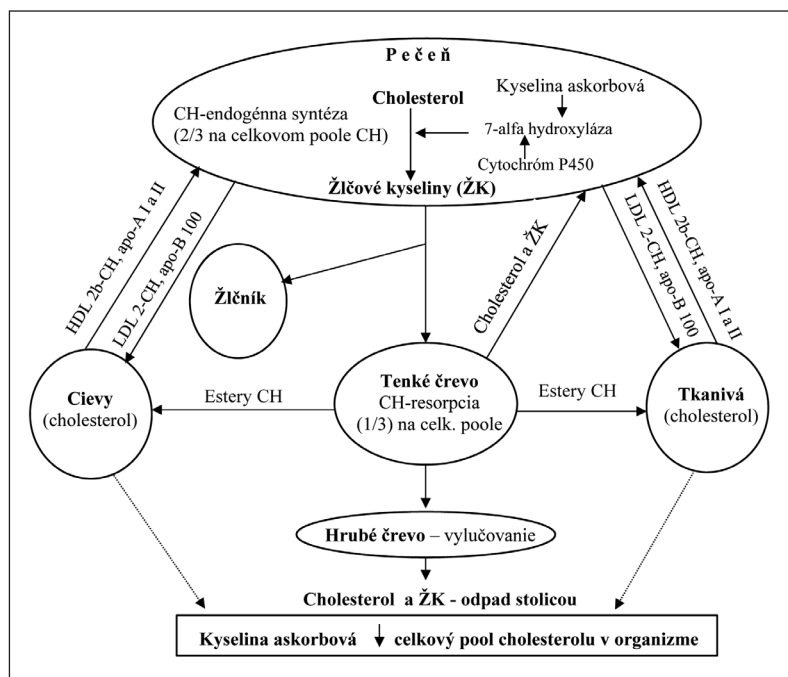 P e č e ň
Kyselina askorbová
Cholesterol
CH-endogénna syntéza
(2/3 na celkovom poole CH)
7-alfa hydroxyláza
Cytochróm P450
Žlčové kyseliny (ŽK)
HDL 2b-CH, apo-A I a II
LDL 2-CH, apo-B 100
Žlčník
Cholesterol a ŽK
LDL 2-CH, apo-B 100
HDL 2b-CH, apo-A I a II
Cievy
(cholesterol)
Estery CH
Tenké črevo
CH-resorpcia
(1/3) na celk. poole
Estery CH
Tkanivá
(cholesterol)
Hrubé črevo – vylučovanie
Cholesterol a ŽK - odpad stolicou
Kyselina askorbová ↓ celkový pool cholesterolu v organizme